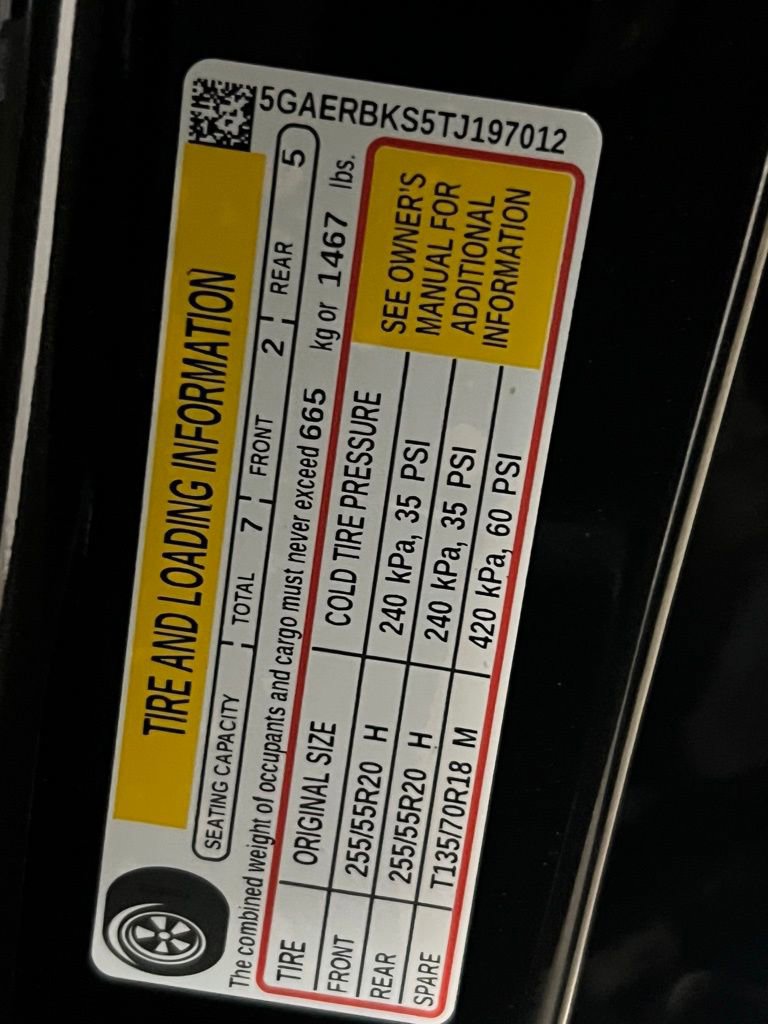 5GAERBKS5TJ197012
TIRE AND LOADING INFORMATION
SEATING CAPACITY TOTAL 7 FRONT 2 REAR 5
The combined weight of occupants and cargo must never exceed 665 kg or 1467 lbs.
TIRE ORIGINAL SIZE COLD TIRE PRESSURE
FRONT 255/55R20 H 240 kPa, 35 PSI
REAR 255/55R20 H 240 kPa, 35 PSI
SPARE T135/70R18 M 420 kPa, 60 PSI
SEE OWNER'S
MANUAL FOR
ADDITIONAL
INFORMATION